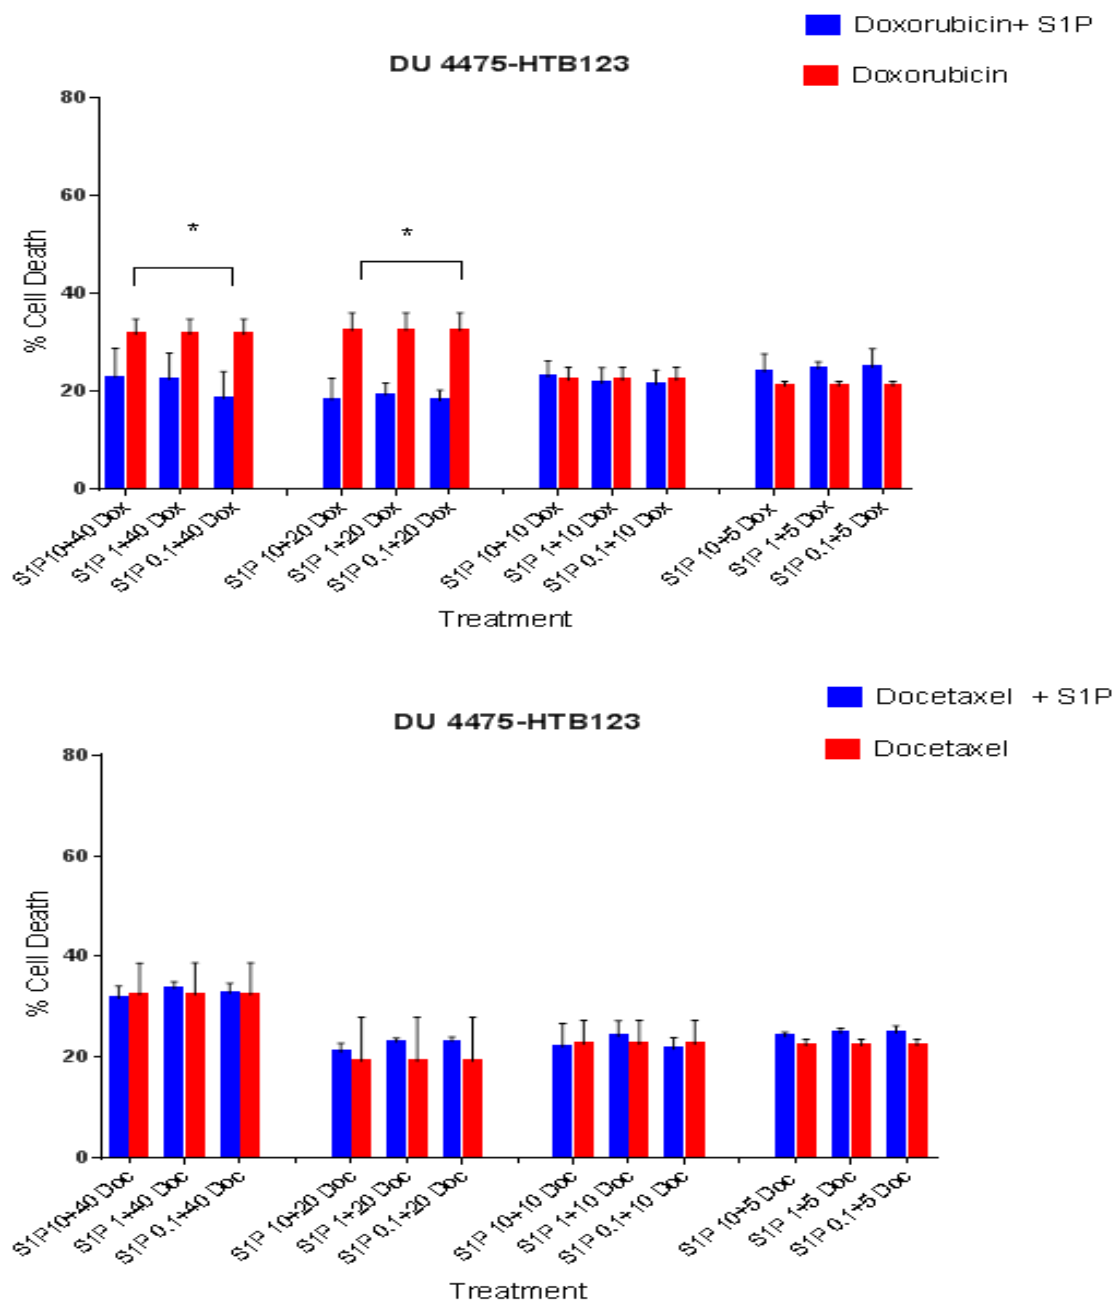 Doxorubicin+ S1P
DU 4475-HTB123
Doxorubicin
80
60
40
20
0
% Cell Death
*
*
S1P10+40 Dox
S1P 1+40 Dox
S1P 0.1+40 Dox
S1P 10+20 Dox
S1P 1+20 Dox
S1P 0.1+20 Dox
S1P 10+10 Dox
S1P 1+10 Dox
S1P 0.1+10 Dox
S1P 10+5 Dox
S1P 1+5 Dox
S1P 0.1+5 Dox
Treatment
Docetaxel + S1P
DU 4475-HTB123
Docetaxel
80
60
40
20
0
% Cell Death
S1P10+40 Doc
S1P 1+40 Doc
S1P 0.1+40 Doc
S1P 10+20 Doc
S1P 1+20 Doc
S1P 0.1+20 Doc
S1P 10+10 Doc
S1P 1+10 Doc
S1P 0.1+10 Doc
S1P 10+5 Doc
S1P 1+5 Doc
S1P 0.1+5 Doc
Treatment